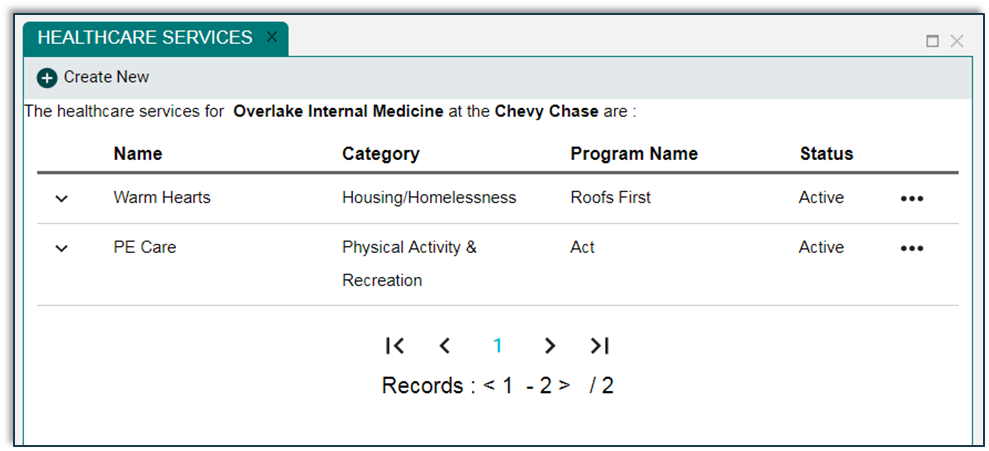 HEALTHCARE SERVICES ×
Create New
The healthcare services for Overlake Internal Medicine at the Chevy Chase are :
Name Category Program Name Status
Warm Hearts Housing/Homelessness Roofs First Active •••
PE Care Physical Activity & Act Active •••
Recreation
1
Records : < 1 - 2 > / 2